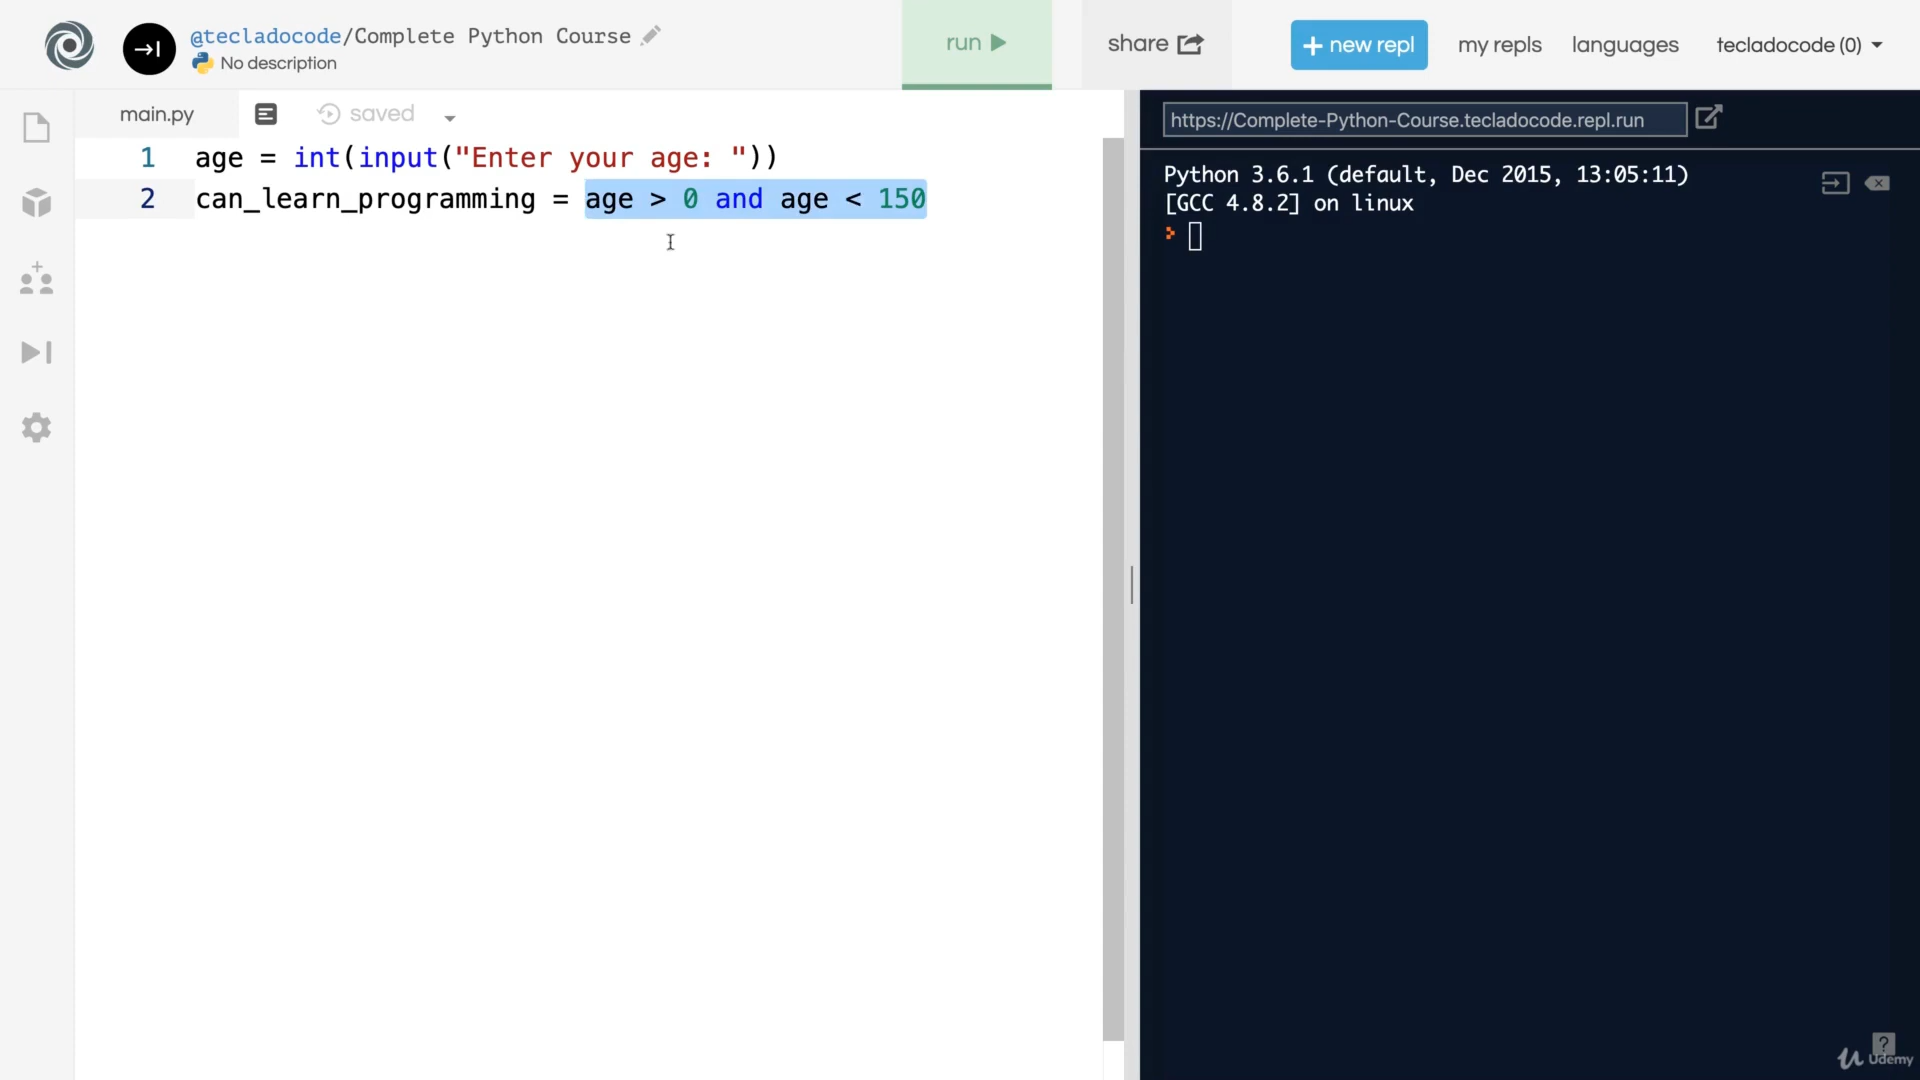 @tecladocode/Complete Python Course
No description
run
share
+ new repl
my repls
languages
tecladocode (0)
main.py
saved
https://Complete-Python-Course.tecladocode.repl.run
1 age = int(input("Enter your age: "))
2 can_learn_programming = age > 0 and age < 150
Python 3.6.1 (default, Dec 2015, 13:05:11)
[GCC 4.8.2] on linux
?
Udemy